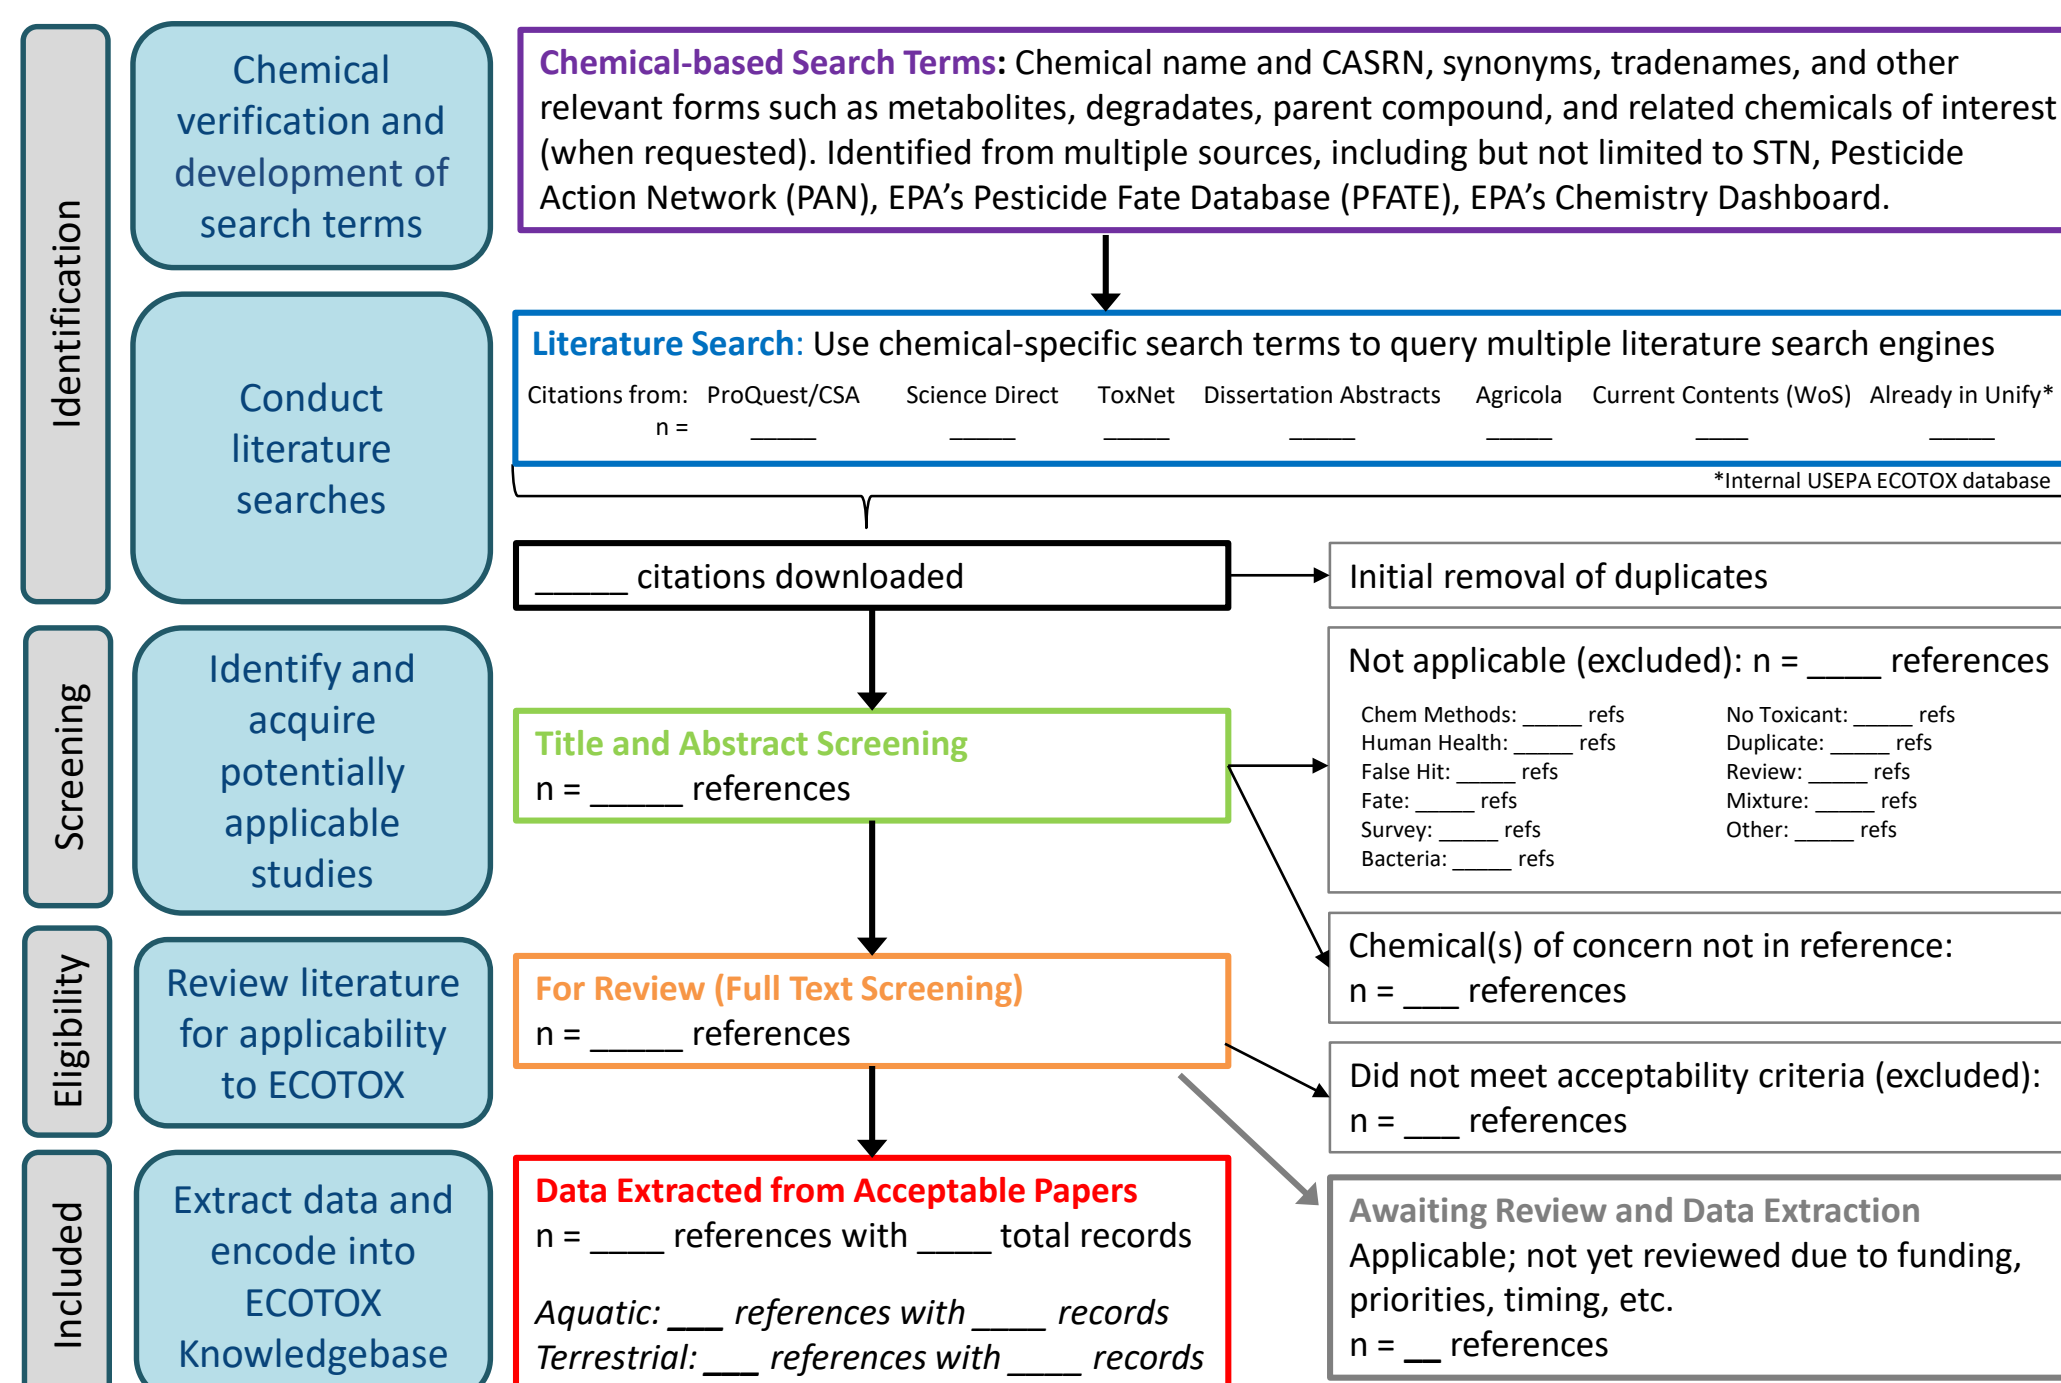 Identification
Chemical
verification and
development of
search terms
Chemical-based Search Terms: Chemical name and CASRN, synonyms, tradenames, and other
relevant forms such as metabolites, degradates, parent compound, and related chemicals of interest
(when requested). Identified from multiple sources, including but not limited to STN, Pesticide
Action Network (PAN), EPA’s Pesticide Fate Database (PFATE), EPA’s Chemistry Dashboard.
Conduct
literature
searches
Literature Search: Use chemical-specific search terms to query multiple literature search engines
Citations from: ProQuest/CSA Science Direct ToxNet Dissertation Abstracts Agricola Current Contents (WoS) Already in Unify*
n = _____ _____ _____ _____ _____ ____ _____
*Internal USEPA ECOTOX database
_____ citations downloaded
Initial removal of duplicates
Screening
Identify and
acquire
potentially
applicable
studies
Title and Abstract Screening
n = _____ references
Not applicable (excluded): n = ____ references
Chem Methods: _____ refs
Human Health: _____ refs
False Hit: _____ refs
Fate: _____ refs
Survey: _____ refs
Bacteria: _____ refs
No Toxicant: _____ refs
Duplicate: _____ refs
Review: _____ refs
Mixture: _____ refs
Other: _____ refs
Chemical(s) of concern not in reference:
n = ___ references
Eligibility
Review literature
for applicability
to ECOTOX
For Review (Full Text Screening)
n = _____ references
Did not meet acceptability criteria (excluded):
n = ___ references
Included
Extract data and
encode into
ECOTOX
Knowledgebase
Data Extracted from Acceptable Papers
n = ____ references with ____ total records
Aquatic: ___ references with ____ records
Terrestrial: ___ references with ____ records
Awaiting Review and Data Extraction
Applicable; not yet reviewed due to funding,
priorities, timing, etc.
n = __ references